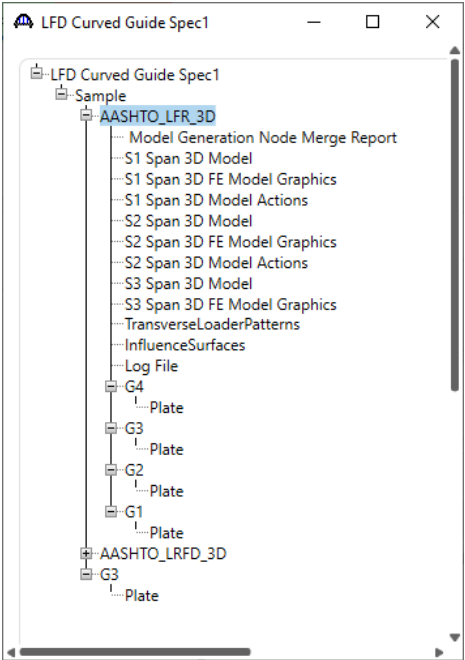 LFD Curved Guide Spec1
LFD Curved Guide Spec1
Sample
AASHTO_LFR_3D
Model Generation Node Merge Report
S1 Span 3D Model
S1 Span 3D FE Model Graphics
S1 Span 3D Model Actions
S2 Span 3D Model
S2 Span 3D FE Model Graphics
S2 Span 3D Model Actions
S3 Span 3D Model
S3 Span 3D FE Model Graphics
TransverseLoaderPatterns
InfluenceSurfaces
Log File
G4
Plate
G3
Plate
G2
Plate
G1
Plate
AASHTO_LRFD_3D
G3
Plate